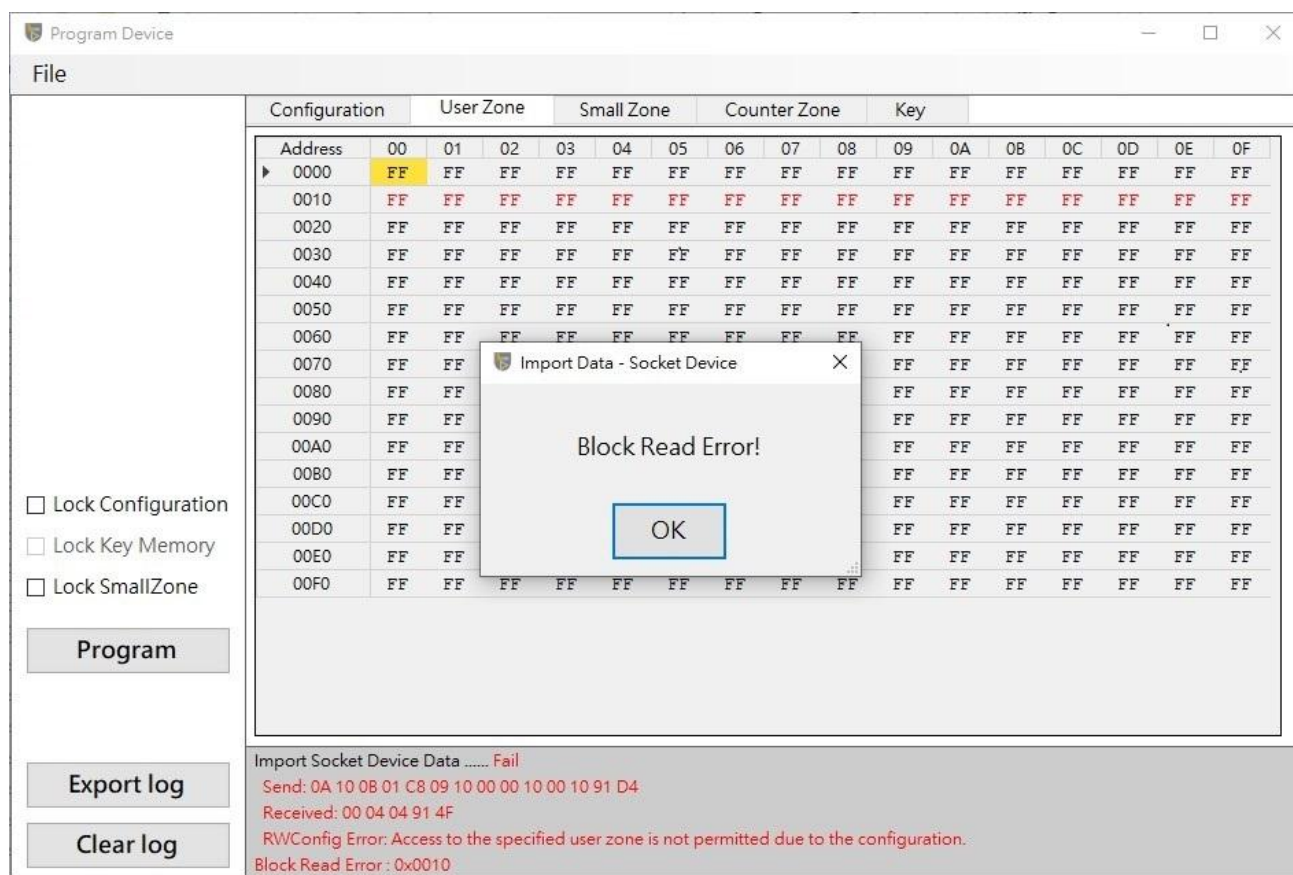 Program Device
File
Configuration User Zone Small Zone Counter Zone Key
Address 00 01 02 03 04 05 06 07 08 09 0A 0B 0C 0D 0E 0F
0000 FF FF FF FF FF FF FF FF FF FF FF FF FF FF FF FF
0010 FF FF FF FF FF FF FF FF FF FF FF FF FF FF FF FF
0020 FF FF FF FF FF FF FF FF FF FF FF FF FF FF FF FF
0030 FF FF FF FF FF FF FF FF FF FF FF FF FF FF FF FF
0040 FF FF FF FF FF FF FF FF FF FF FF FF FF FF FF FF
0050 FF FF FF FF FF FF FF FF FF FF FF FF FF FF FF FF
0060 FF FF FF FF FF FF FF FF FF FF FF FF FF FF FF FF
0070 FF FF FF FF FF FF FF FF FF
0080 FF FF FF FF FF FF FF FF FF
0090 FF FF FF FF FF FF FF FF FF
00A0 FF FF FF FF FF FF FF FF FF
00B0 FF FF FF FF FF FF FF FF FF
00C0 FF FF FF FF FF FF FF FF FF
00D0 FF FF FF FF FF FF FF FF FF
00E0 FF FF FF FF FF FF FF FF FF
00F0 FF FF FF FF FF FF FF FF FF FF FF FF FF FF FF FF
Import Data - Socket Device
Block Read Error!
OK
Lock Configuration
Lock Key Memory
Lock SmallZone
Program
Export log
Clear log
Import Socket Device Data ...... Fail
Send: 0A 10 0B 01 C8 09 10 00 00 10 00 10 91 D4
Received: 00 04 04 91 4F
RWConfig Error: Access to the specified user zone is not permitted due to the configuration.
Block Read Error : 0x0010